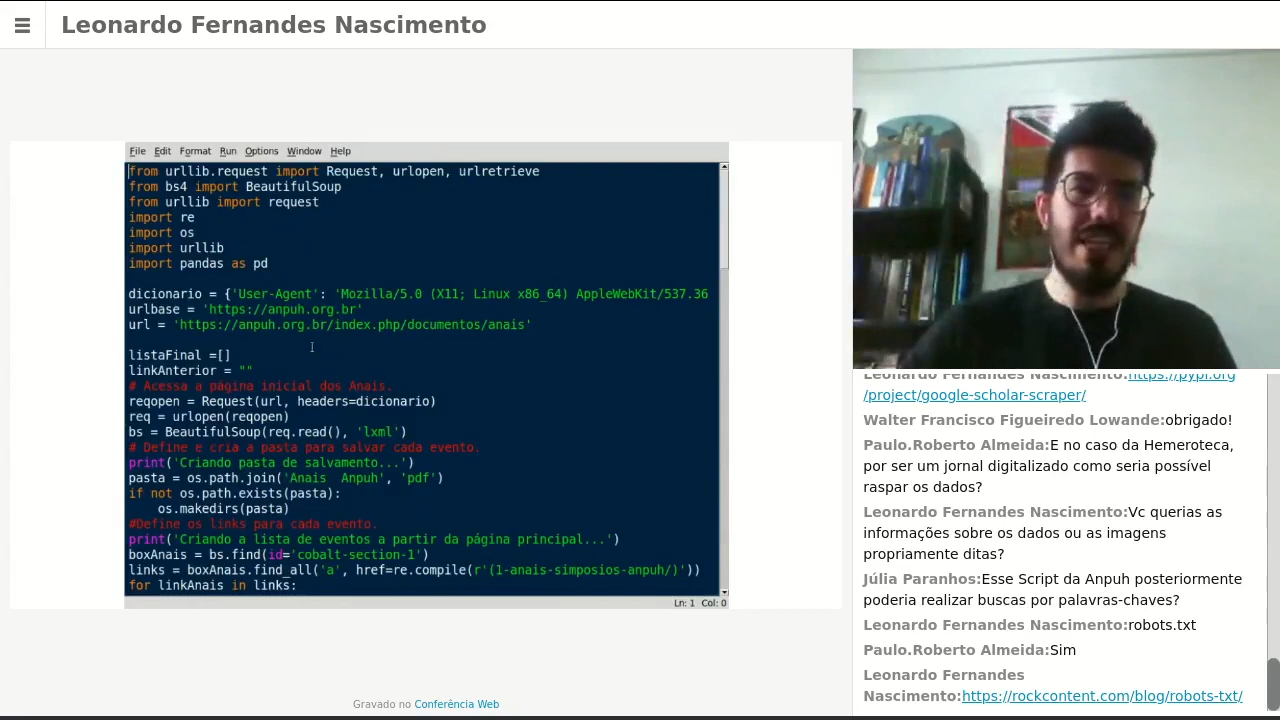 Leonardo Fernandes Nascimento
File Edit Format Run Options Window Help
from urllib.request import Request, urlopen, urlretrieve
from bs4 import BeautifulSoup
from urllib import request
import re
import os
import urllib
import pandas as pd
dicionario = {'User-Agent': 'Mozilla/5.0 (X11; Linux x86_64) AppleWebKit/537.36
urlbase = 'https://anpuh.org.br'
url = 'https://anpuh.org.br/index.php/documentos/anais'
listaFinal =[]
linkAnterior = ""
# Acessa a página inicial dos Anais.
reqopen = Request(url, headers=dicionario)
req = urlopen(reqopen)
bs = BeautifulSoup(req.read(), 'lxml')
# Define e cria a pasta para salvar cada evento.
print('Criando pasta de salvamento...')
pasta = os.path.join('Anais  Anpuh', 'pdf')
if not os.path.exists(pasta):
    os.makedirs(pasta)
#Define os links para cada evento.
print('Criando a lista de eventos a partir da página principal...')
boxAnais = bs.find(id='cobalt-section-1')
links = boxAnais.find_all('a', href=re.compile(r'(1-anais-simposios-anpuh/)'))
for linkAnais in links:
Ln: 1 Col: 0
Gravado no Conferência Web
Leonardo Fernandes Nascimento:https://pypi.org
/project/google-scholar-scraper/
Walter Francisco Figueiredo Lowande:obrigado!
Paulo.Roberto Almeida:E no caso da Hemeroteca,
por ser um jornal digitalizado como seria possível
raspar os dados?
Leonardo Fernandes Nascimento:Vc querias as
informações sobre os dados ou as imagens
propriamente ditas?
Júlia Paranhos:Esse Script da Anpuh posteriormente
poderia realizar buscas por palavras-chaves?
Leonardo Fernandes Nascimento:robots.txt
Paulo.Roberto Almeida:Sim
Leonardo Fernandes
Nascimento:https://rockcontent.com/blog/robots-txt/